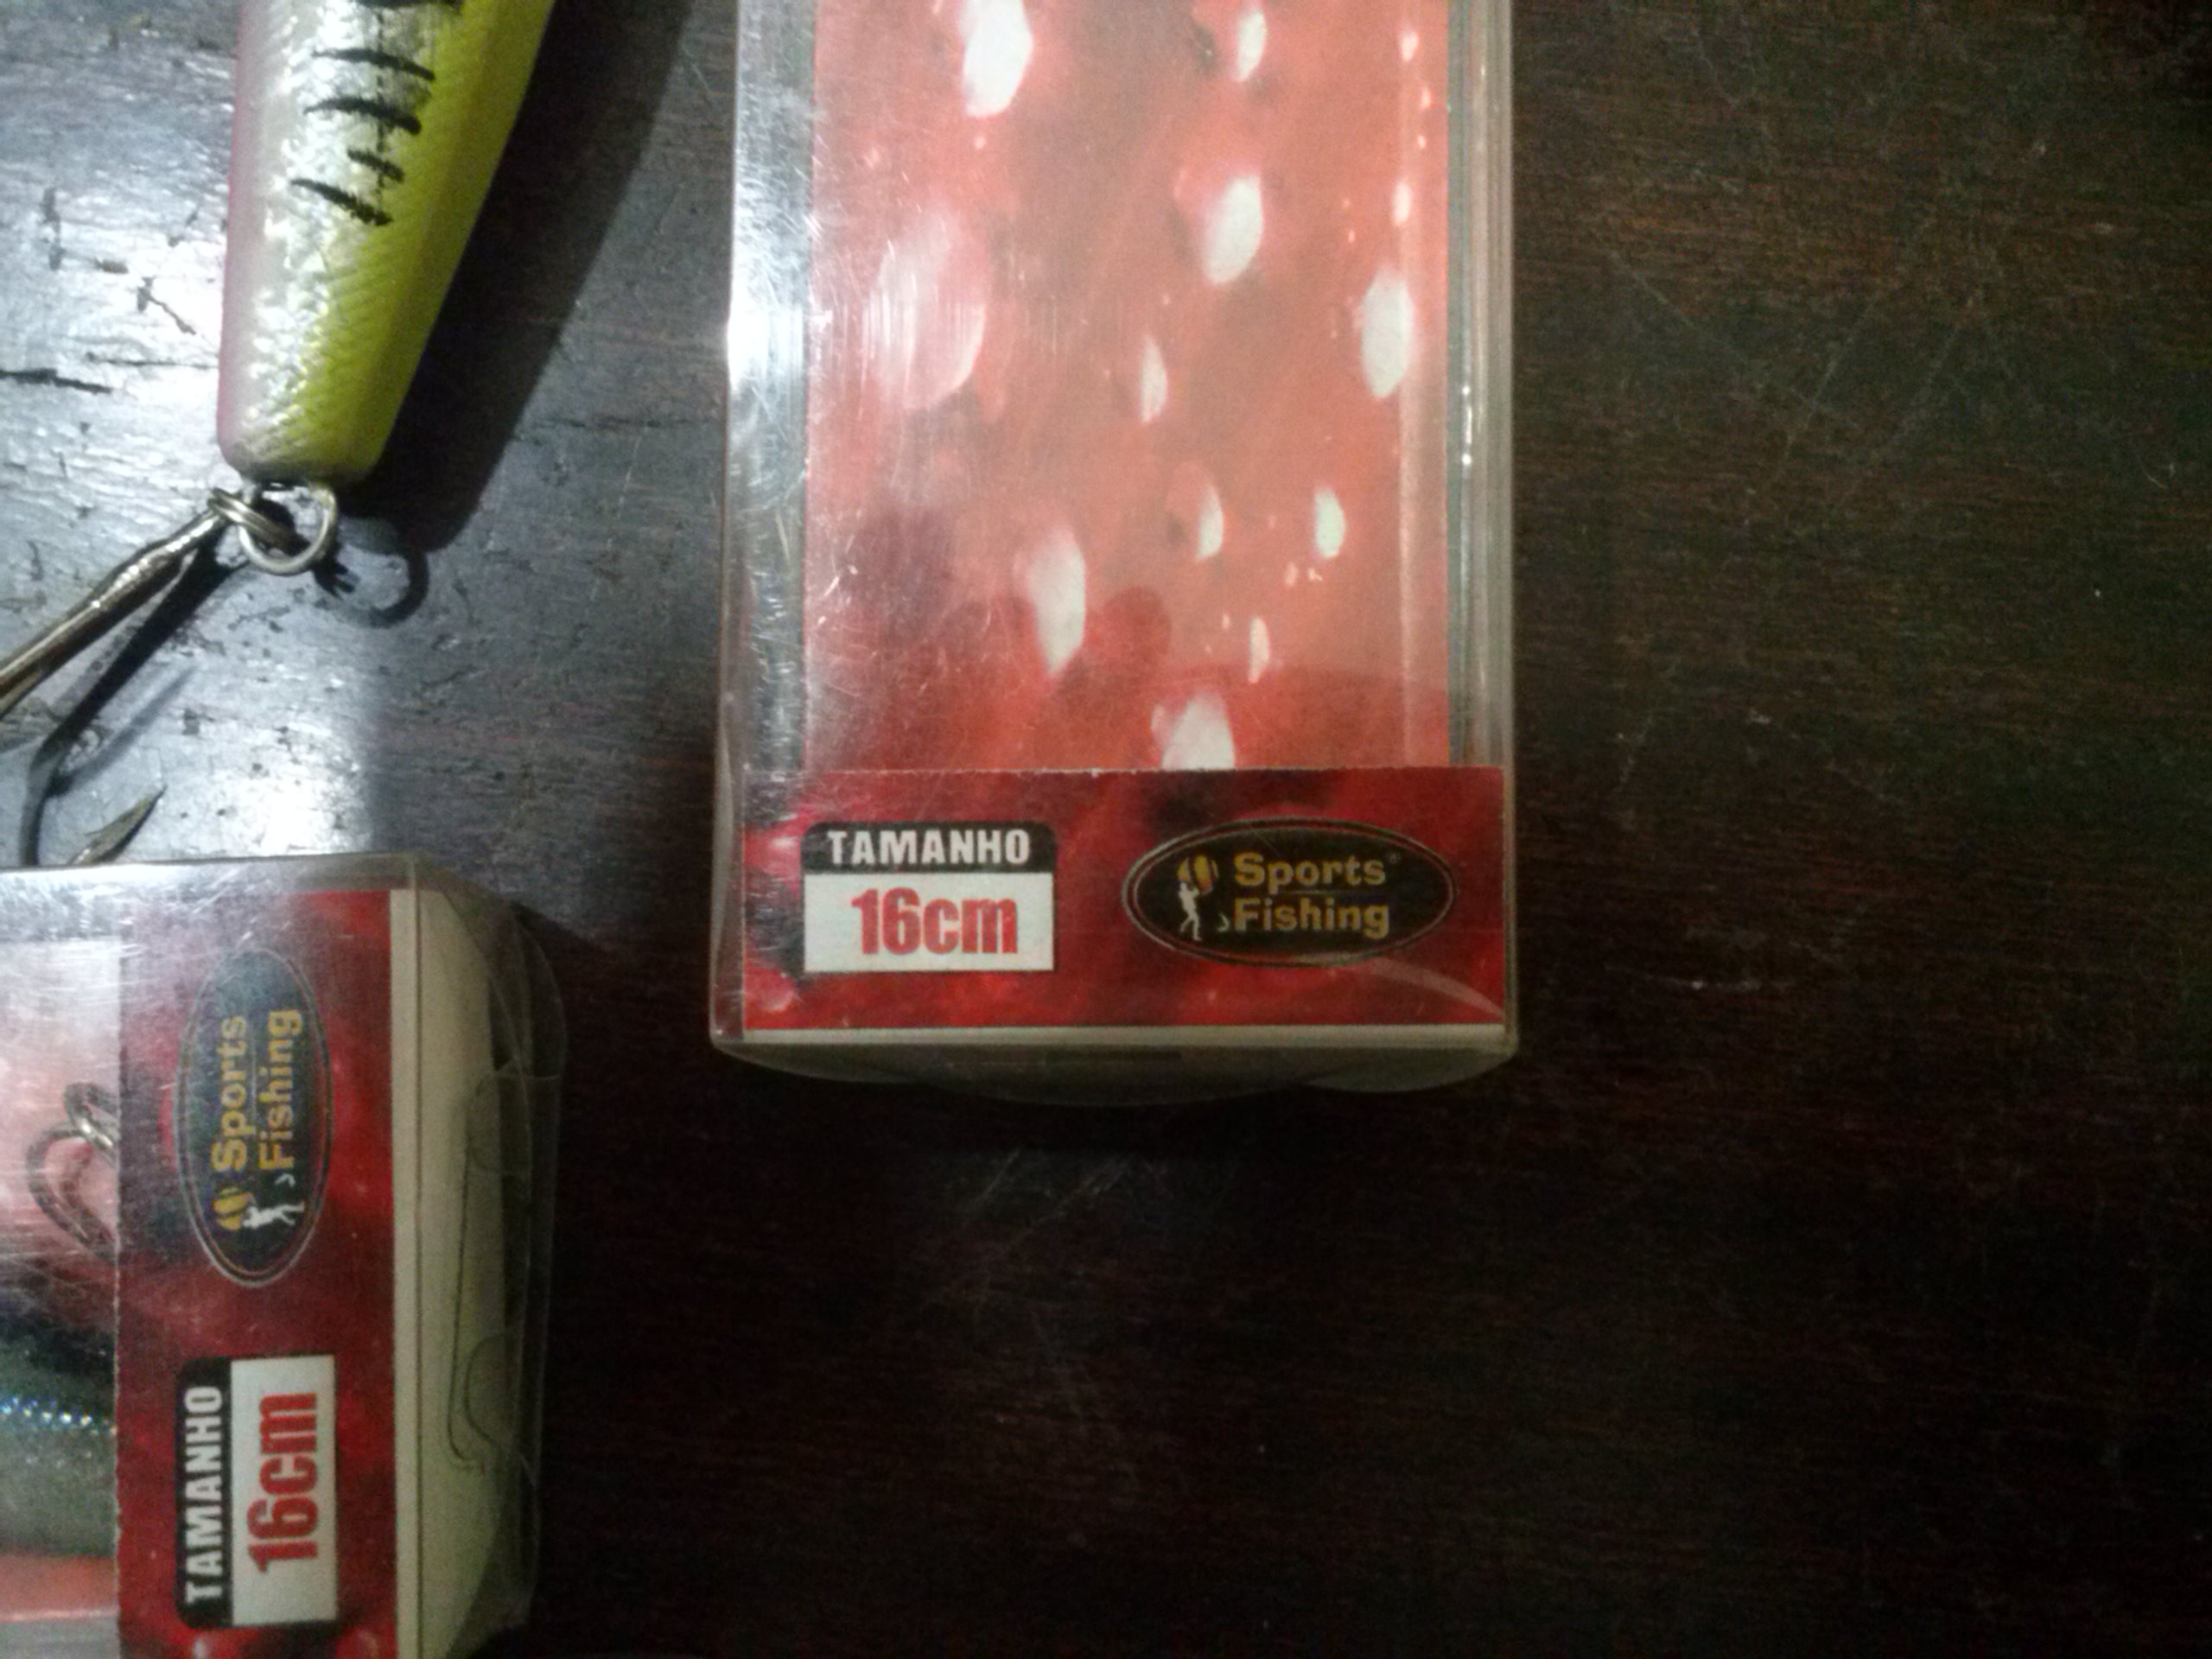 TAMANHO
16cm
Sports®
Fishing
Sports
Fishing
TAMANHO
16cm